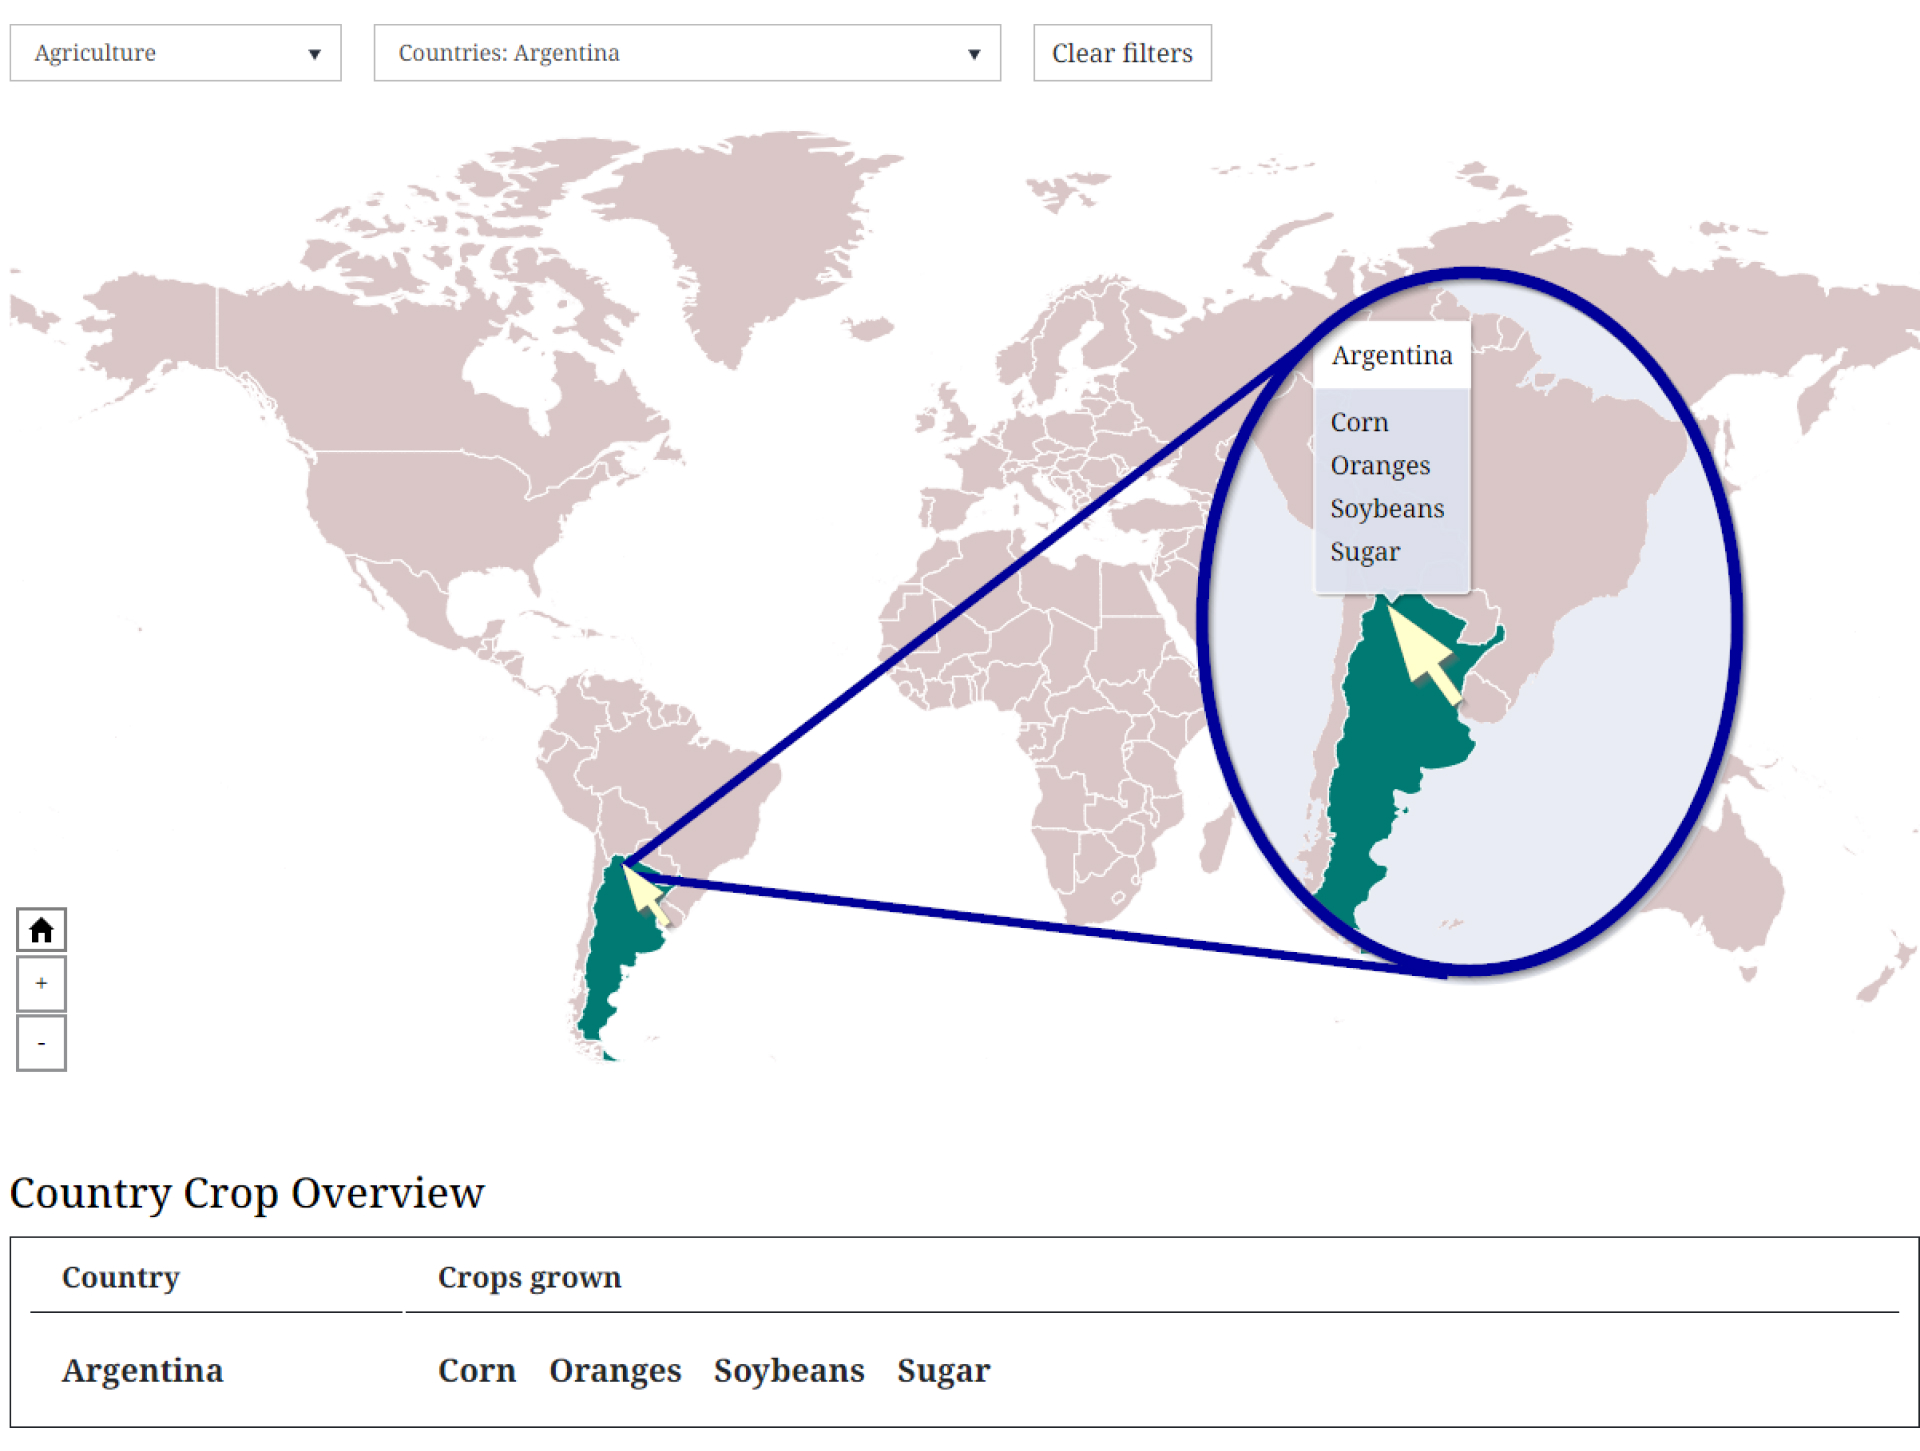 Agriculture ▼ Countries: Argentina ▼ Clear filters
Argentina
Corn
Oranges
Soybeans
Sugar
+
-
Country Crop Overview
Country Crops grown
Argentina Corn Oranges Soybeans Sugar